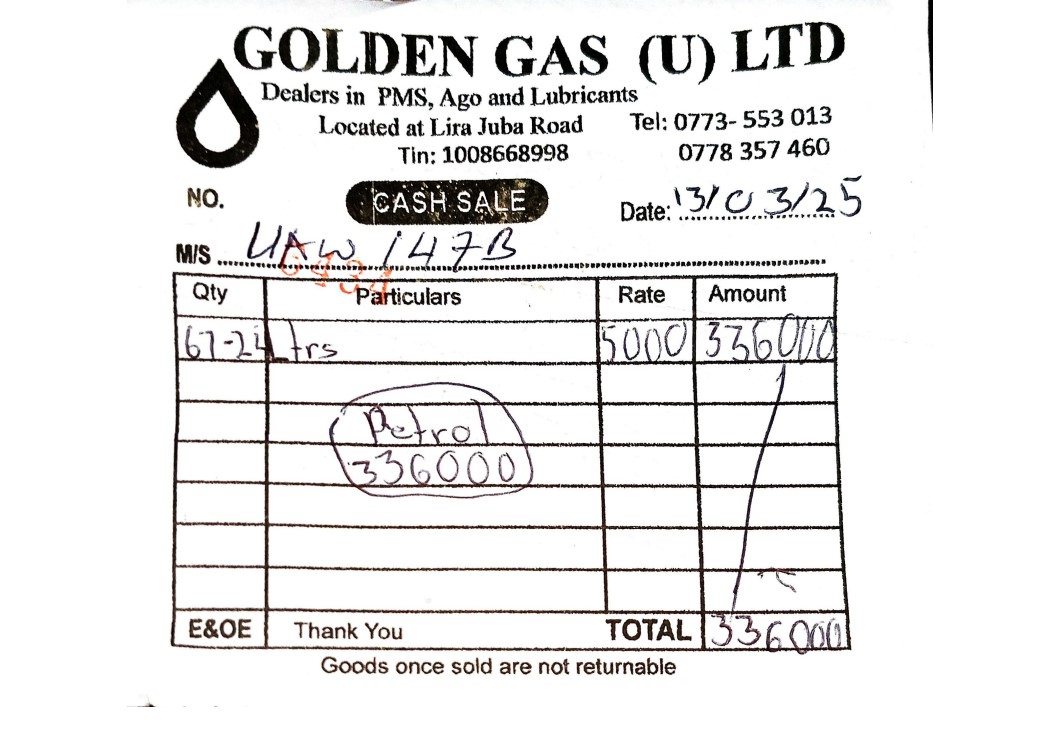 GOLDEN GAS (U) LTD
Dealers in PMS, Ago and Lubricants
Located at Lira Juba Road
Tel: 0773- 553 013
Tin: 1008668998
0778 357 460
NO.
CASH SALE
Date: 13/03/25
M/S UAW 147B
Qty Particulars Rate Amount
67-2 Ltrs 5000 336000
Petrol
336000
E&OE Thank You TOTAL 336000
Goods once sold are not returnable